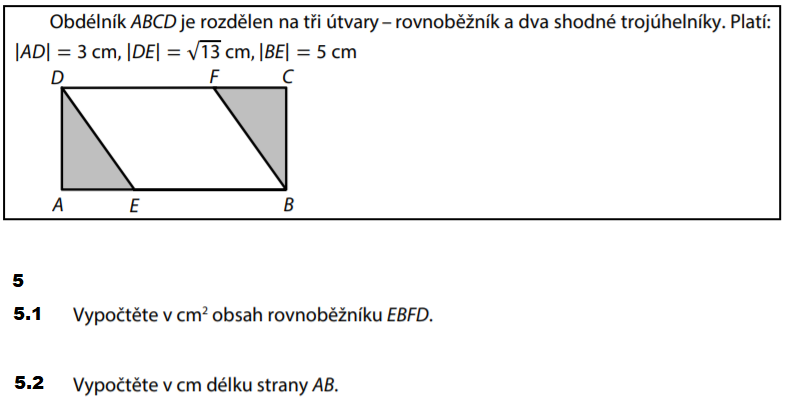 Obdélník ABCD je rozdělen na tři útvary – rovnoběžník a dva shodné trojúhelníky. Platí:
|AD| = 3 cm, |DE| = √13 cm, |BE| = 5 cm
D F C
A E B
5
5.1 Vypočtěte v cm² obsah rovnoběžníku EBFD.
5.2 Vypočtěte v cm délku strany AB.